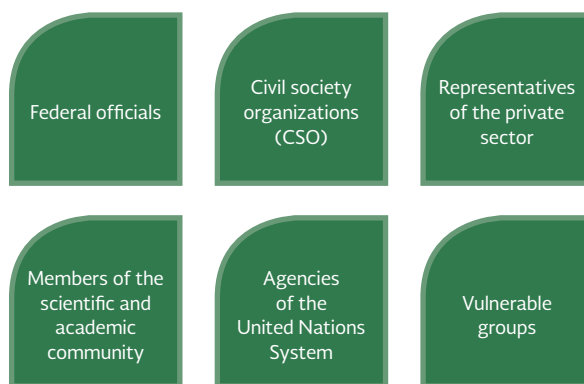 Federal officials
Civil society
organizations
(CSO)
Representatives
of the private
sector
Members of the
scientific and
academic
community
Agencies
of the
United Nations
System
Vulnerable
groups